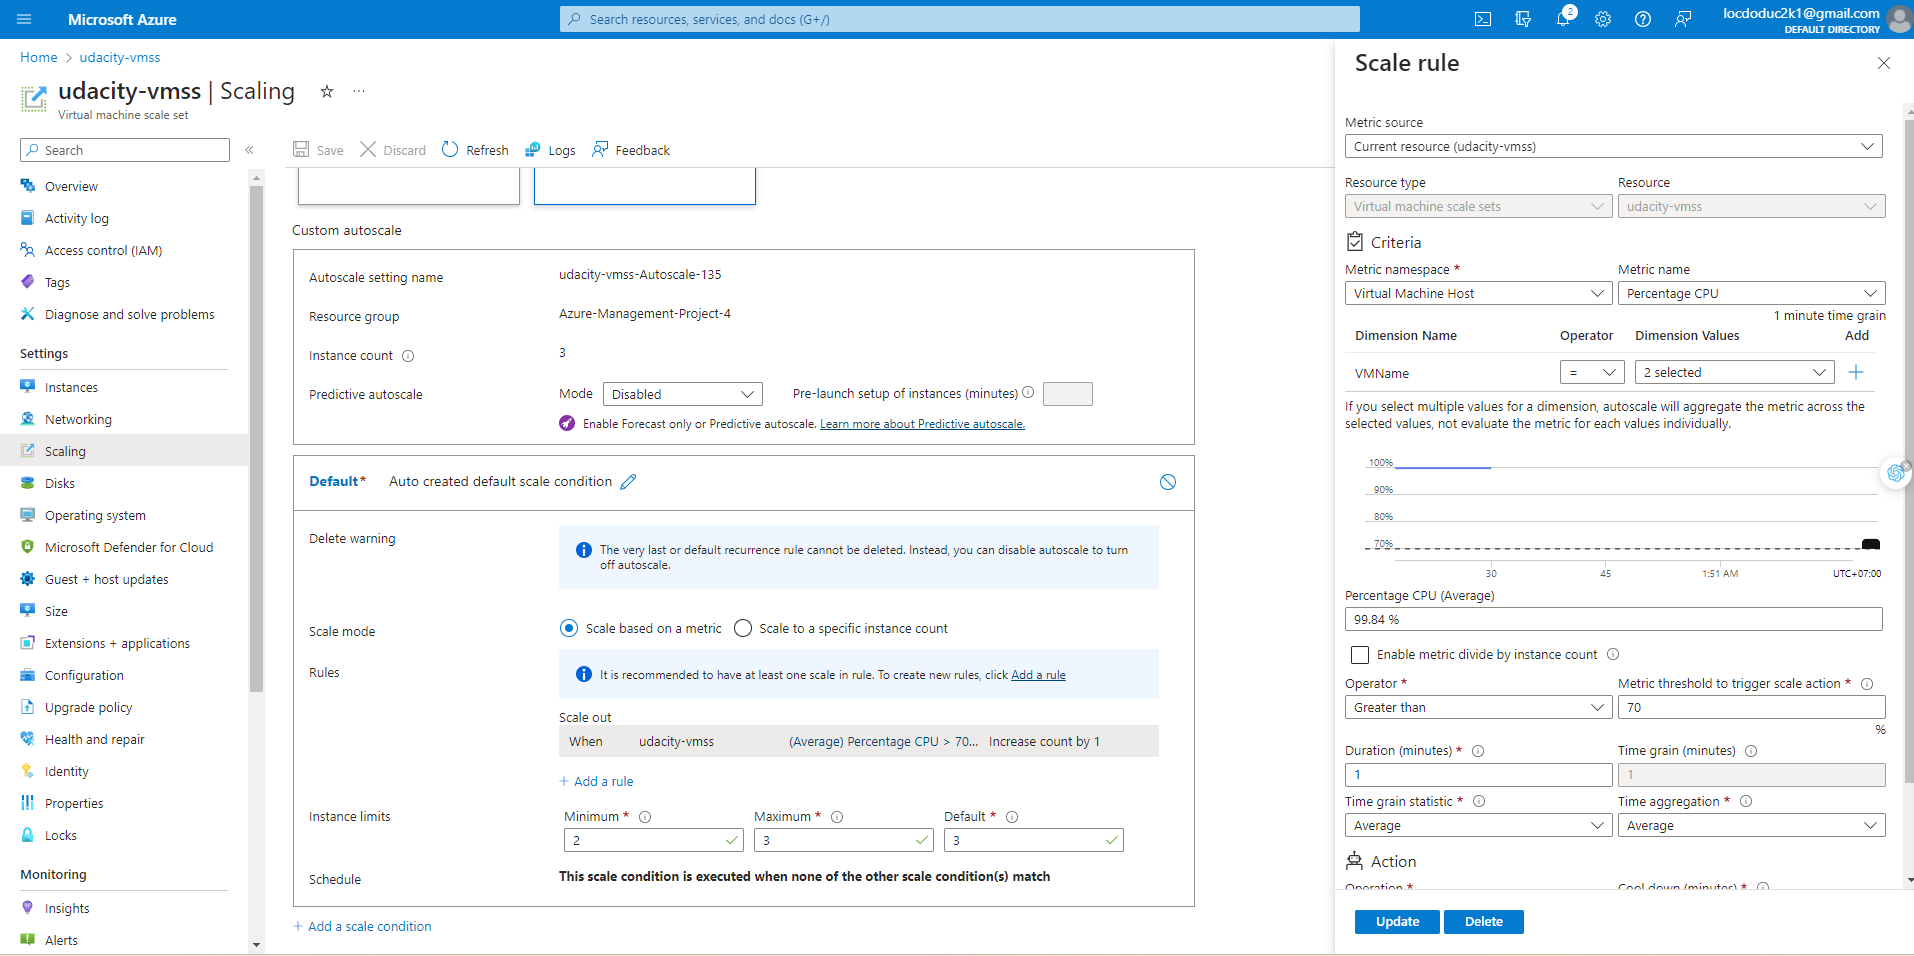 Microsoft Azure
Search resources, services, and docs (G+/)
2
locdoduc2k1@gmail.com
DEFAULT DIRECTORY
Home > udacity-vmss
udacity-vmss | Scaling
Virtual machine scale set
Search
Overview
Activity log
Access control (IAM)
Tags
Diagnose and solve problems
Settings
Instances
Networking
Scaling
Disks
Operating system
Microsoft Defender for Cloud
Guest + host updates
Size
Extensions + applications
Configuration
Upgrade policy
Health and repair
Identity
Properties
Locks
Monitoring
Insights
Alerts
Save Discard Refresh Logs Feedback
Custom autoscale
Autoscale setting name udacity-vmss-Autoscale-135
Resource group Azure-Management-Project-4
Instance count 3
Predictive autoscale Mode Disabled Pre-launch setup of instances (minutes)
Enable Forecast only or Predictive autoscale. Learn more about Predictive autoscale.
Default* Auto created default scale condition
Delete warning
The very last or default recurrence rule cannot be deleted. Instead, you can disable autoscale to turn
off autoscale.
Scale mode Scale based on a metric Scale to a specific instance count
Rules It is recommended to have at least one scale in rule. To create new rules, click Add a rule
Scale out
When udacity-vmss (Average) Percentage CPU > 70... Increase count by 1
+ Add a rule
Instance limits Minimum * Maximum * Default *
2 3 3
Schedule This scale condition is executed when none of the other scale condition(s) match
+ Add a scale condition
Scale rule
Metric source
Current resource (udacity-vmss)
Resource type Resource
Virtual machine scale sets udacity-vmss
Criteria
Metric namespace * Metric name
Virtual Machine Host Percentage CPU
1 minute time grain
Dimension Name Operator Dimension Values Add
VMName = 2 selected +
If you select multiple values for a dimension, autoscale will aggregate the metric across the
selected values, not evaluate the metric for each values individually.
100%
90%
80%
70%
30 45 1:51 AM UTC+07:00
Percentage CPU (Average)
99.84 %
Enable metric divide by instance count
Operator * Metric threshold to trigger scale action *
Greater than 70
%
Duration (minutes) * Time grain (minutes)
1 1
Time grain statistic * Time aggregation *
Average Average
Action
Operation * Cool down (minutes) *
Update Delete